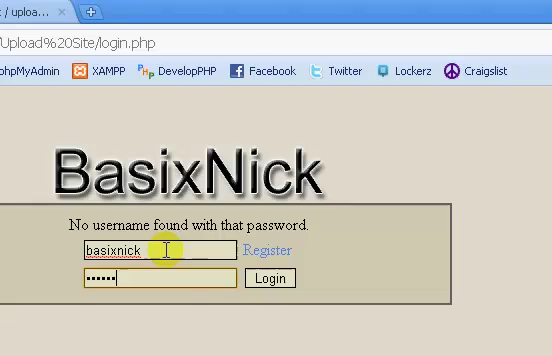 / uploa...
/Upload%20Site/login.php
phpMyAdmin XAMPP DevelopPHP Facebook Twitter Lockerz Craigslist
BasixNick
No username found with that password.
basixnick Register
•••••• Login